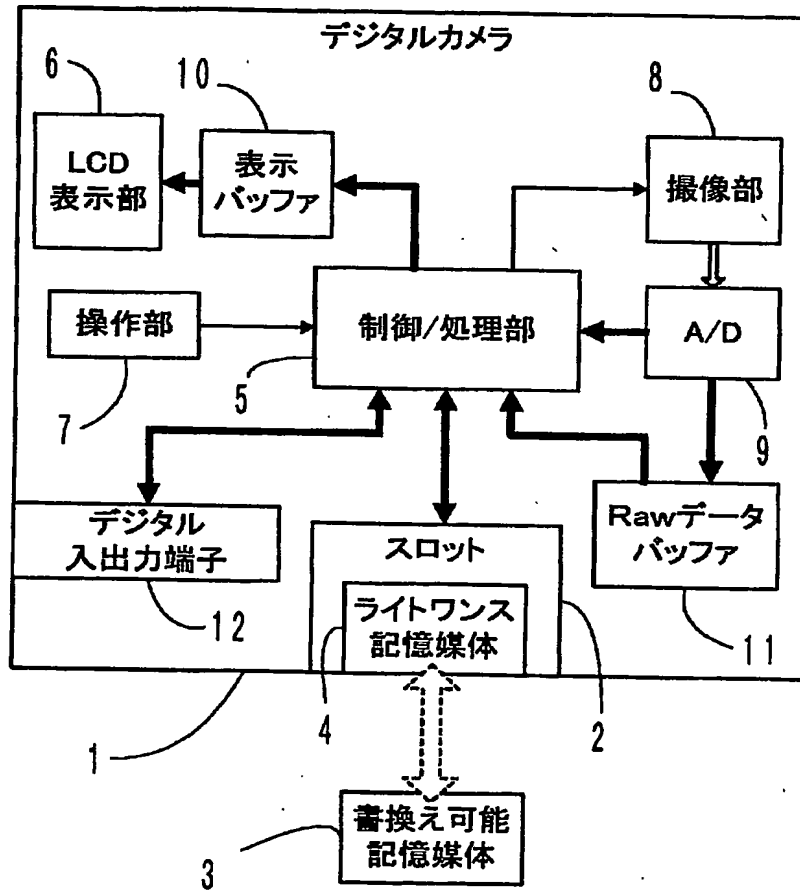 デジタルカメラ
6
10
8
LCD
表示部
表示
バッファ
撮像部
操作部
制御/処理部
A/D
7
5
9
デジタル
入出力端子
スロット
Rawデータ
バッファ
12
ライトワンス
記憶媒体
11
4
2
1
書換え可能
記憶媒体
3